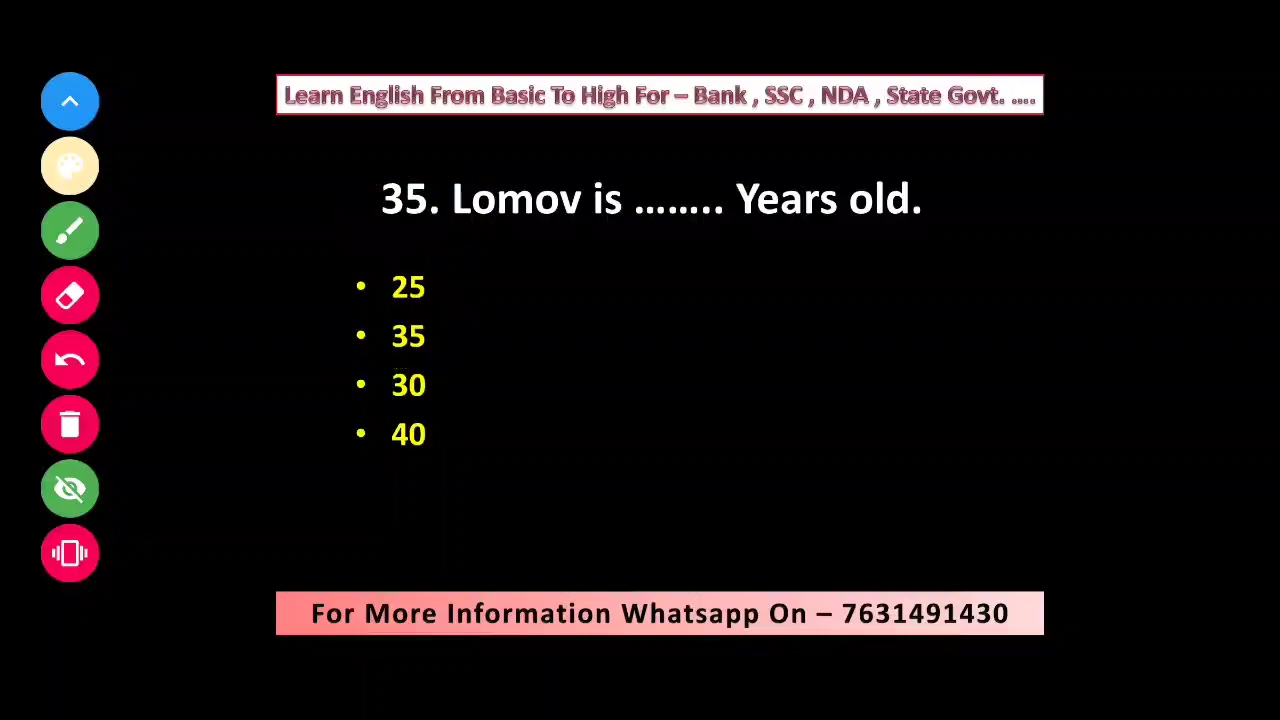 Learn English From Basic To High For – Bank , SSC , NDA , State Govt. ....
35. Lomov is …….. Years old.
• 25
• 35
• 30
• 40
For More Information Whatsapp On – 7631491430